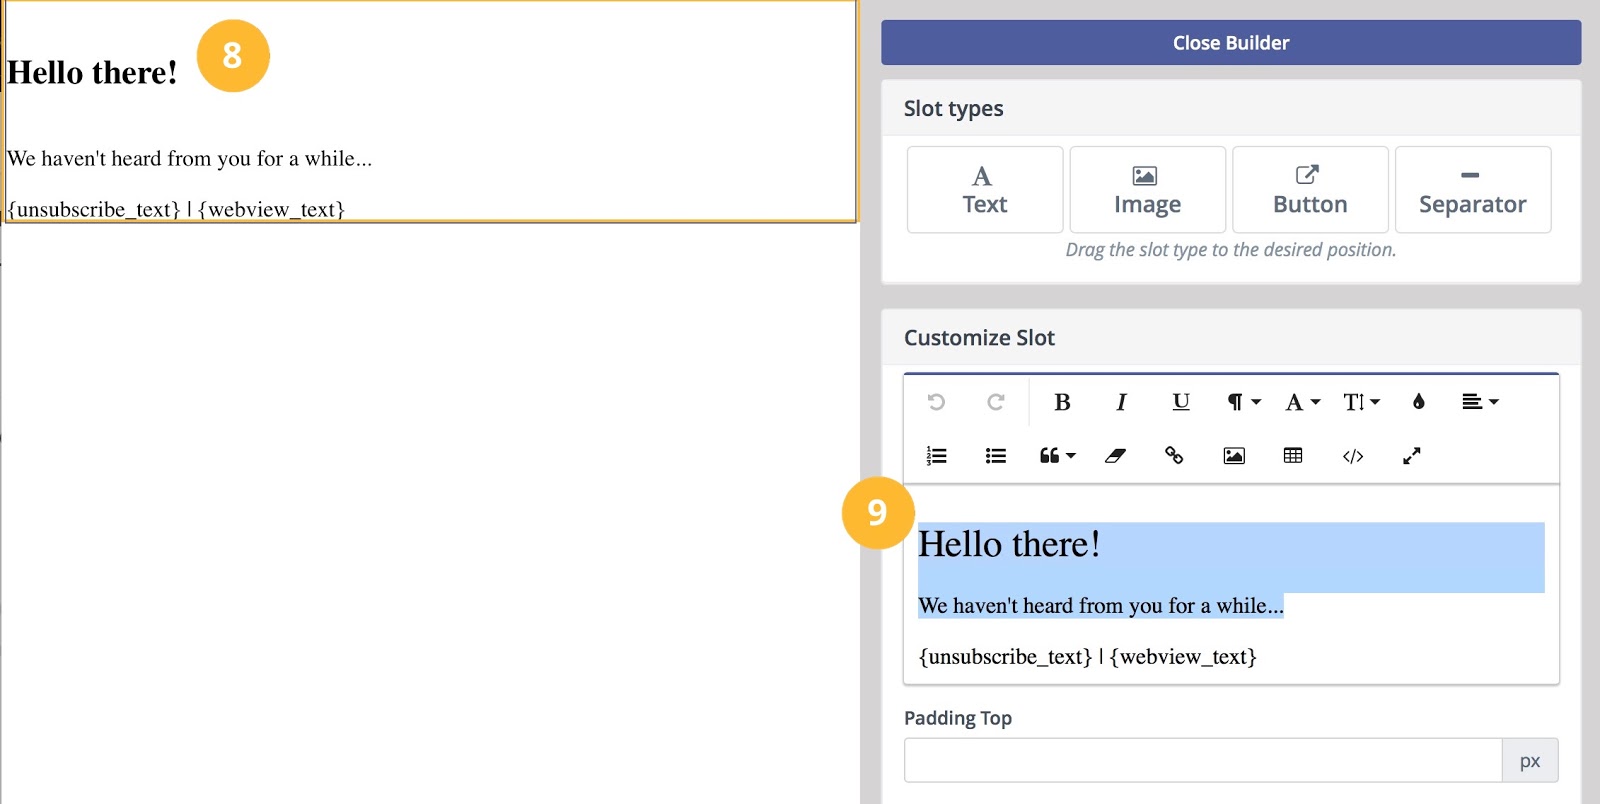 8
Hello there!
We haven't heard from you for a while...
{unsubscribe_text} | {webview_text}
Close Builder
Slot types
A
Text
Image
Button
Separator
Drag the slot type to the desired position.
Customize Slot
B I U ¶ A T
</>
9
Hello there!
We haven't heard from you for a while...
{unsubscribe_text} | {webview_text}
Padding Top
px